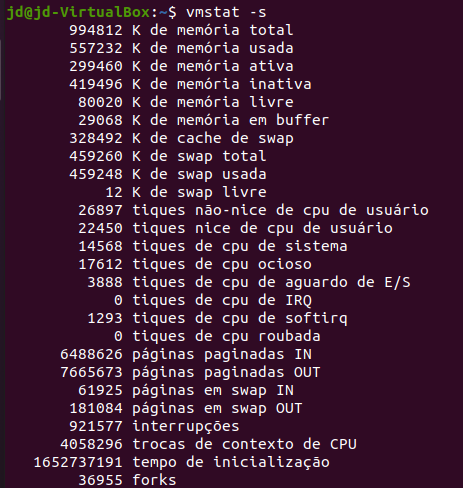 jd@jd-VirtualBox:~$ vmstat -s
994812 K de memória total
557232 K de memória usada
299460 K de memória ativa
419496 K de memória inativa
80020 K de memória livre
29068 K de memória em buffer
328492 K de cache de swap
459260 K de swap total
459248 K de swap usada
12 K de swap livre
26897 tiques não-nice de cpu de usuário
22450 tiques nice de cpu de usuário
14568 tiques de cpu de sistema
17612 tiques de cpu ocioso
3888 tiques de cpu de aguardo de E/S
0 tiques de cpu de IRQ
1293 tiques de cpu de softirq
0 tiques de cpu roubada
6488626 páginas paginadas IN
7665673 páginas paginadas OUT
61925 páginas em swap IN
181084 páginas em swap OUT
921577 interrupções
4058296 trocas de contexto de CPU
1652737191 tempo de inicialização
36955 forks